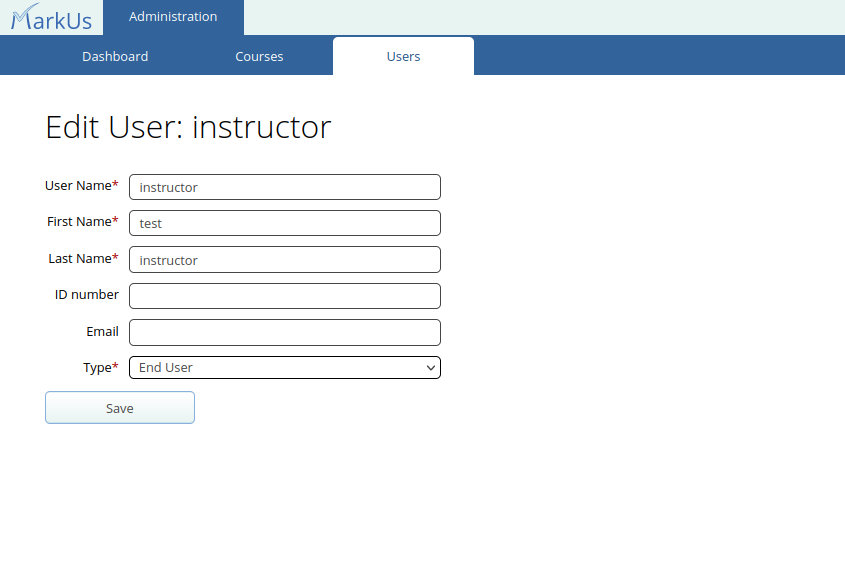 MarkUs Administration
Dashboard Courses Users
Edit User: instructor
User Name* instructor
First Name* test
Last Name* instructor
ID number
Email
Type* End User
Save